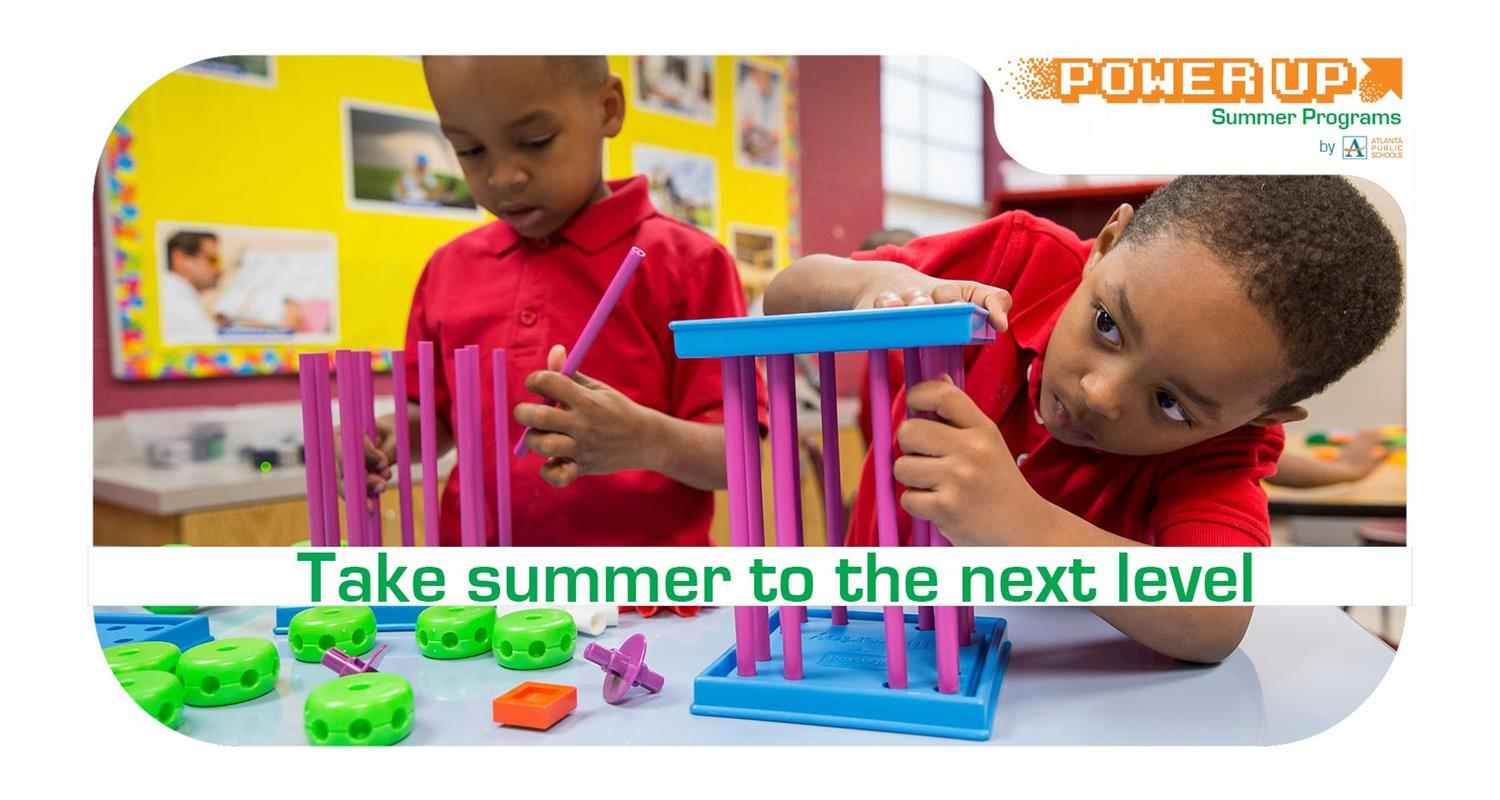 POWER UP
Summer Programs
by A ATLANTA
PUBLIC
SCHOOLS
Take summer to the next level